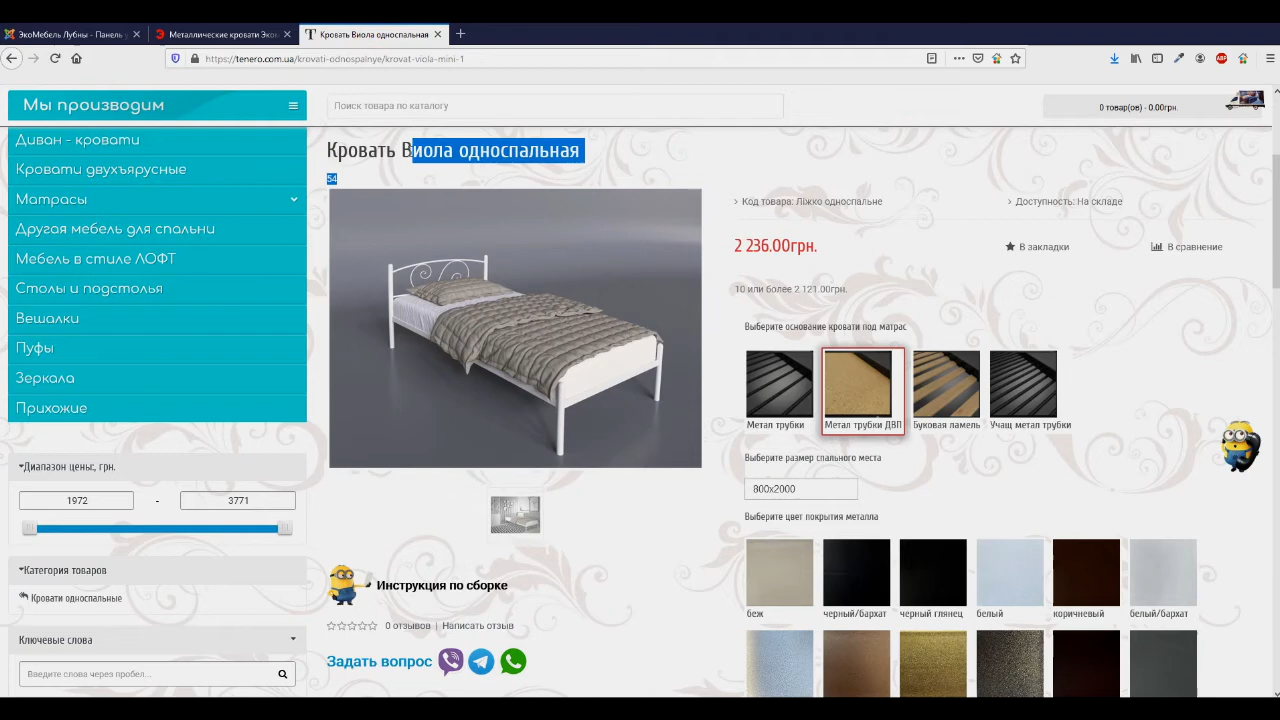 ЭкоМебель Лубны - Панель у
Металлические кровати Экоме
Кровать Виола односпальная
https://tenero.com.ua/krovati-odnospalnye/krovat-viola-mini-1
Мы производим
Диван - кровати
Кровати двухъярусные
Матрасы
Другая мебель для спальни
Мебель в стиле ЛОФТ
Столы и подстолья
Вешалки
Пуфы
Зеркала
Прихожие
Диапазон цены:, грн.
1972 - 3771
Категория товаров
Кровати односпальные
Ключевые слова
Введите слова через пробел...
Поиск товара по каталогу
0 товар(ов) - 0.00грн.
Кровать Виола односпальная
54
Инструкция по сборке
0 отзывов | Написать отзыв
Задать вопрос
Код товара: Ліжко односпальне
Доступность: На складе
2 236.00грн.
В закладки
В сравнение
10 или более 2 121.00грн.
Выберите основание кровати под матрас
Метал трубки
Метал трубки ДВП
Буковая ламель
Учащ метал трубки
Выберите размер спального места
800x2000
Выберите цвет покрытия металла
беж
черный/бархат
черный глянец
белый
коричневый
белый/бархат